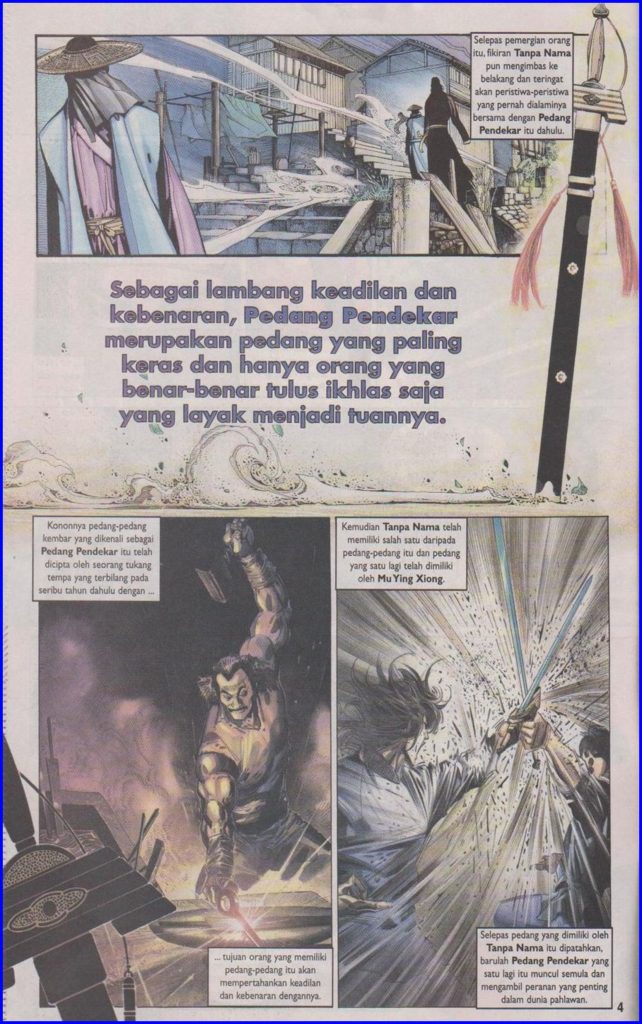 Selepas pemergian orang
itu, fikiran Tanpa Nama
pun mengimbas ke
belakang dan teringat
akan peristiwa-peristiwa
yang pernah dialaminya
bersama dengan Pedang
Pendekar itu dahulu.
Sebagai lambang keadilan dan
kebenaran, Pedang Pendekar
merupakan pedang yang paling
keras dan hanya orang yang
benar-benar tulus ikhlas saja
yang layak menjadi tuannya.
Kononnya pedang-pedang
kembar yang dikenali sebagai
Pedang Pendekar itu telah
dicipta oleh seorang tukang
tempa yang terbilang pada
seribu tahun dahulu dengan ...
... tujuan orang yang memiliki
pedang-pedang itu akan
mempertahankan keadilan
dan kebenaran dengannya.
Kemudian Tanpa Nama telah
memiliki salah satu daripada
pedang-pedang itu dan pedang
yang satu lagi telah dimiliki
oleh Mu Ying Xiong.
Selepas pedang yang dimiliki oleh
Tanpa Nama itu dipatahkan,
barulah Pedang Pendekar yang
satu lagi itu muncul semula dan
mengambil peranan yang penting
dalam dunia pahlawan.
4